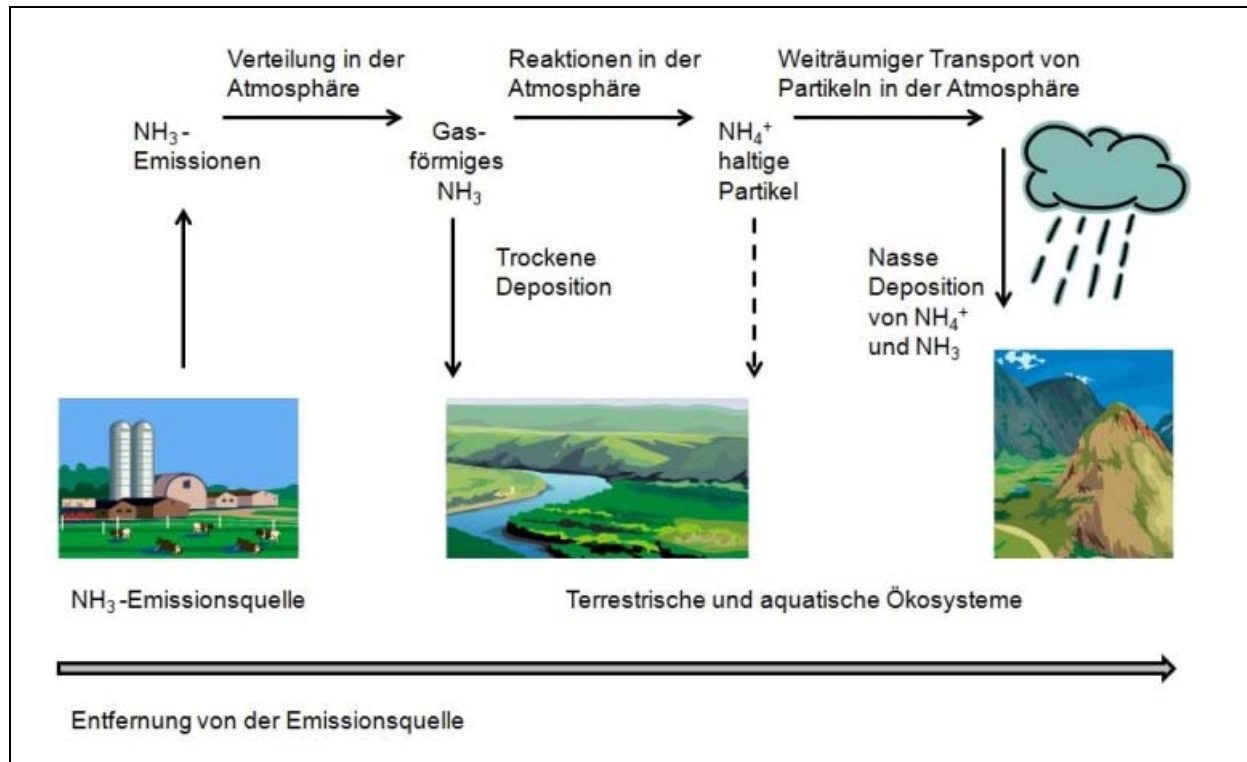 Verteilung in der
Atmosphäre
Reaktionen in der
Atmosphäre
Weiträumiger Transport von
Partikeln in der Atmosphäre
NH₃-
Emissionen
Gas-
förmiges
NH₃
NH₄⁺
haltige
Partikel
Trockene
Deposition
Nasse
Deposition
von NH₄⁺
und NH₃
NH₃-Emissionsquelle
Terrestrische und aquatische Ökosysteme
Entfernung von der Emissionsquelle